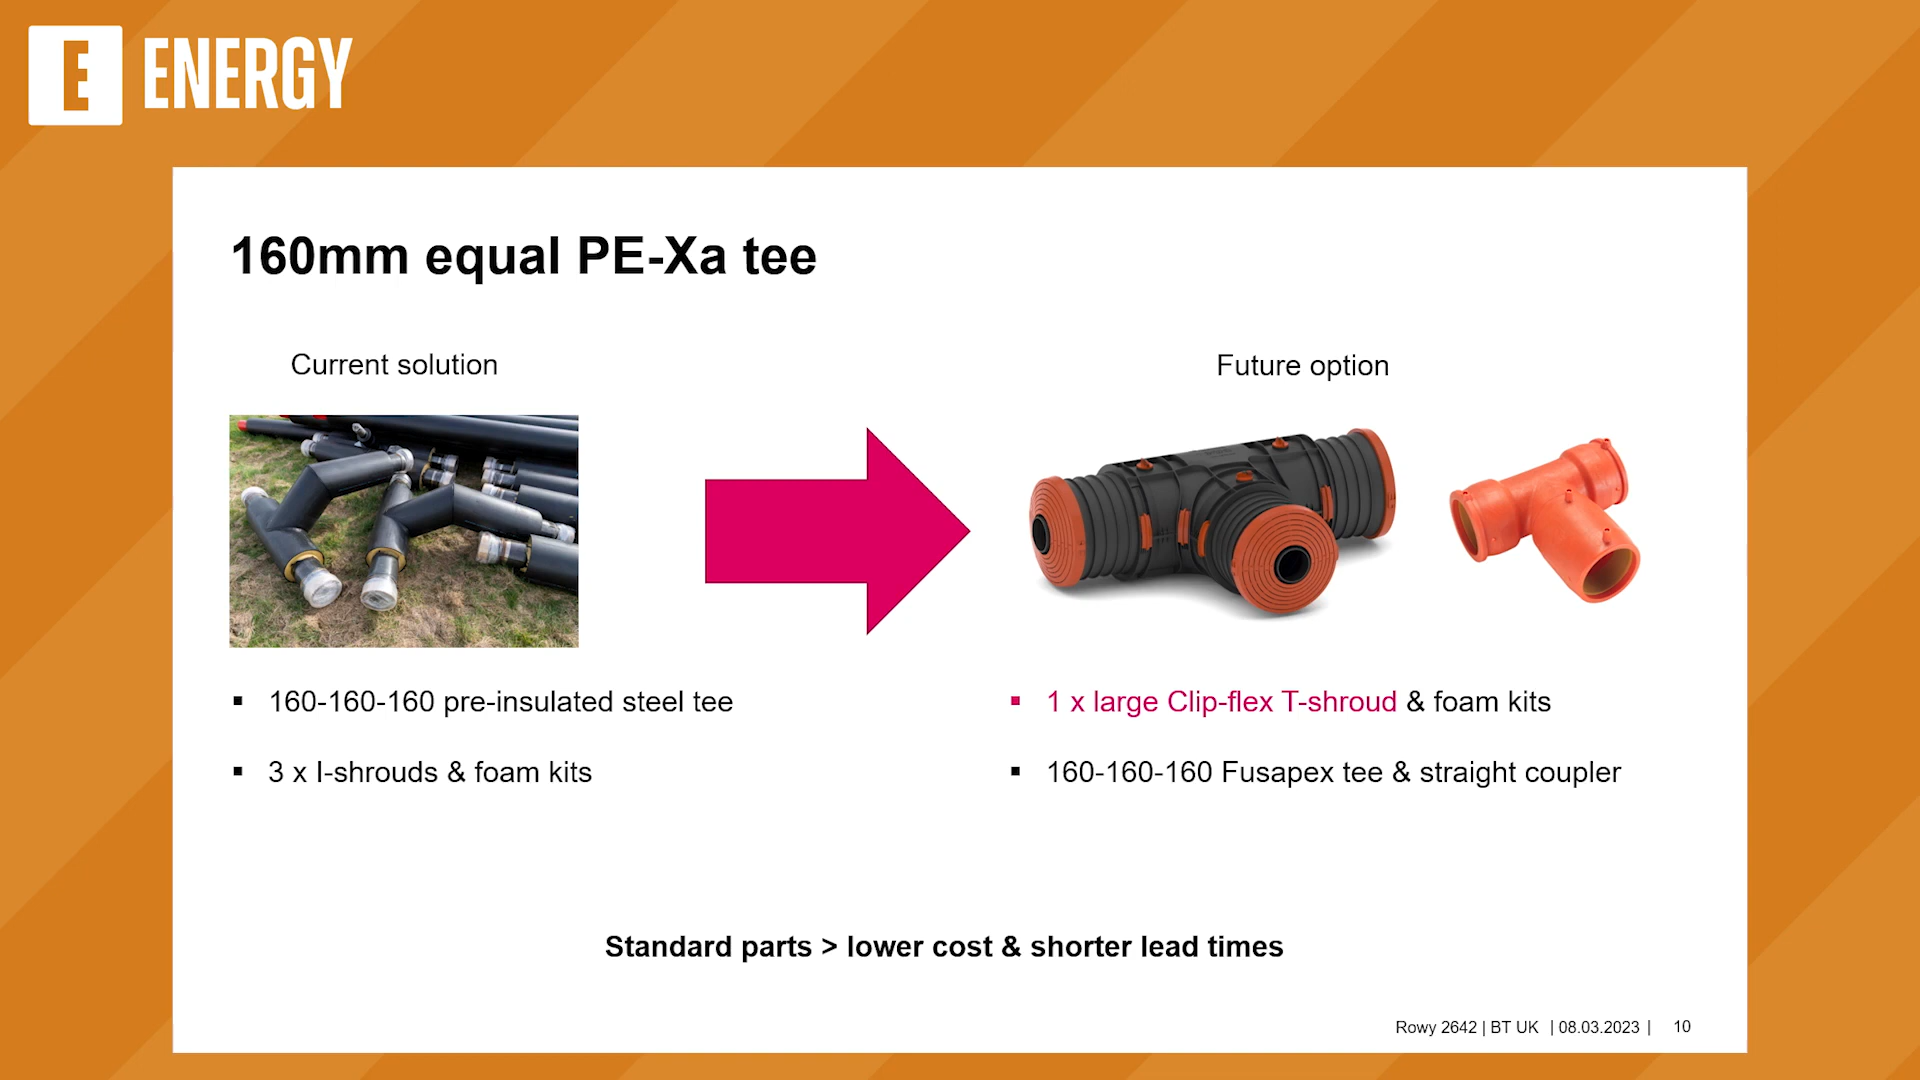 E ENERGY
160mm equal PE-Xa tee
Current solution
Future option
▪ 160-160-160 pre-insulated steel tee
▪ 3 x I-shrouds & foam kits
▪ 1 x large Clip-flex T-shroud & foam kits
▪ 160-160-160 Fusapex tee & straight coupler
Standard parts > lower cost & shorter lead times
Rowy 2642 | BT UK | 08.03.2023 | 10